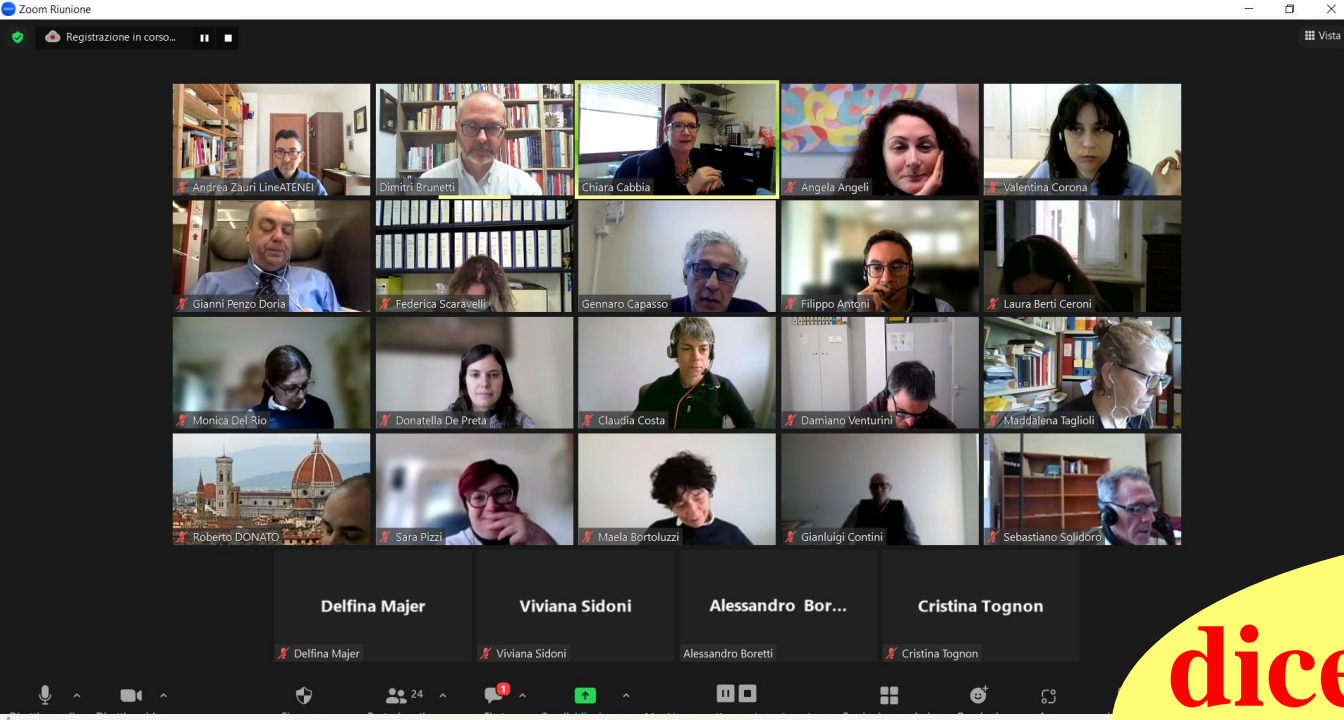 Zoom Riunione
Registrazione in corso...
Vista
Andrea Zauri LineATENEI
Dimitri Brunetti
Chiara Cabbia
Angela Angeli
Valentina Corona
Gianni Penzo Doria
Federica Scaravelli
Gennaro Capasso
Filippo Antoni
Laura Berti Ceroni
Monica Del Rio
Donatella De Preta
Claudia Costa
Damiano Venturini
Maddalena Taglioli
Roberto DONATO
Sara Pizzi
Maela Bortoluzzi
Gianluigi Contini
Sebastiano Solidoro
Delfina Majer
Viviana Sidoni
Alessandro Bor...
Cristina Tognon
Delfina Majer
Viviana Sidoni
Alessandro Boretti
Cristina Tognon
24
1
dice